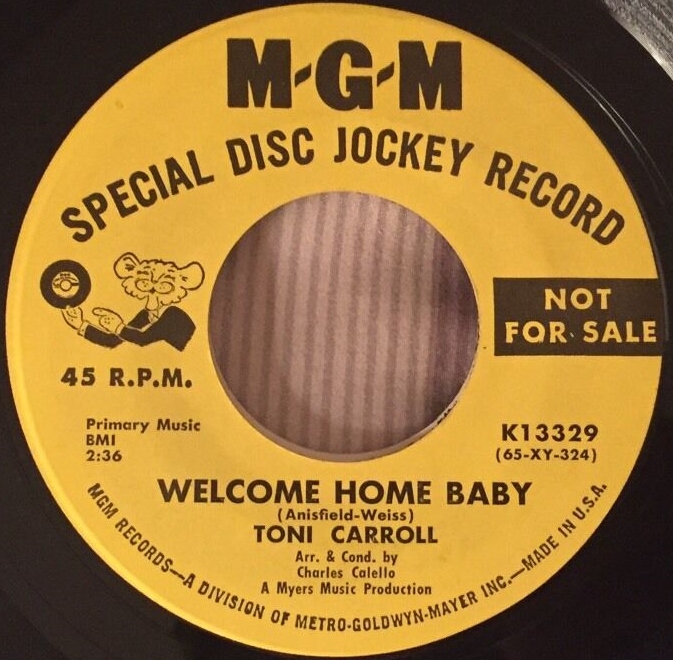 M-G-M
SPECIAL DISC JOCKEY RECORD
NOT
FOR SALE
45 R.P.M.
Primary Music
BMI
2:36
K13329
(65-XY-324)
WELCOME HOME BABY
(Anisfield-Weiss)
TONI CARROLL
Arr. & Cond. by
Charles Calello
A Myers Music Production
MGM RECORDS—A DIVISION OF METRO-GOLDWYN-MAYER INC.—MADE IN U.S.A.